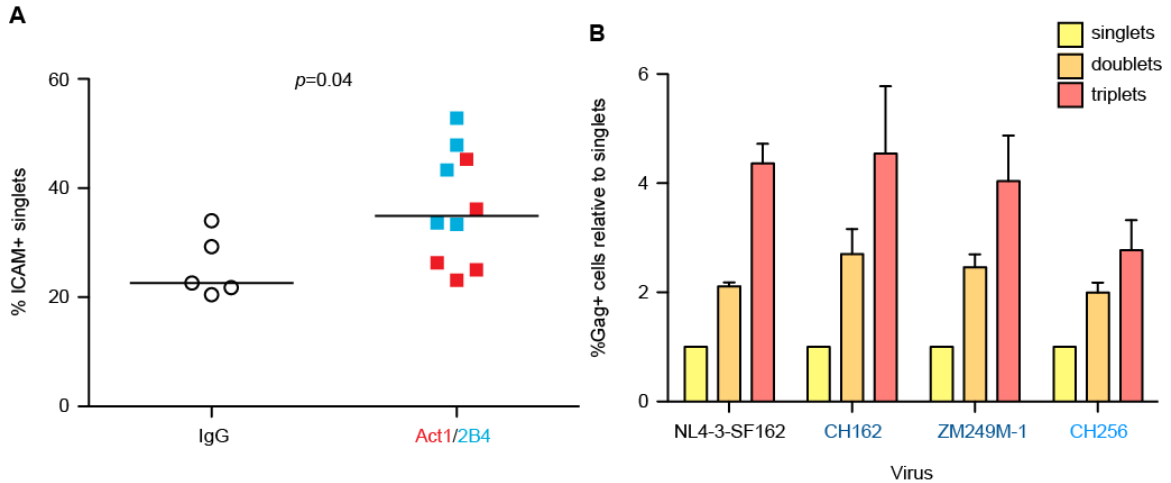 A
p=0.04
% ICAM+ singlets
60
40
20
0
IgG
Act1/2B4
B
singlets
doublets
triplets
%Gag+ cells relative to singlets
6
4
2
0
NL4-3-SF162
CH162
ZM249M-1
CH256
Virus